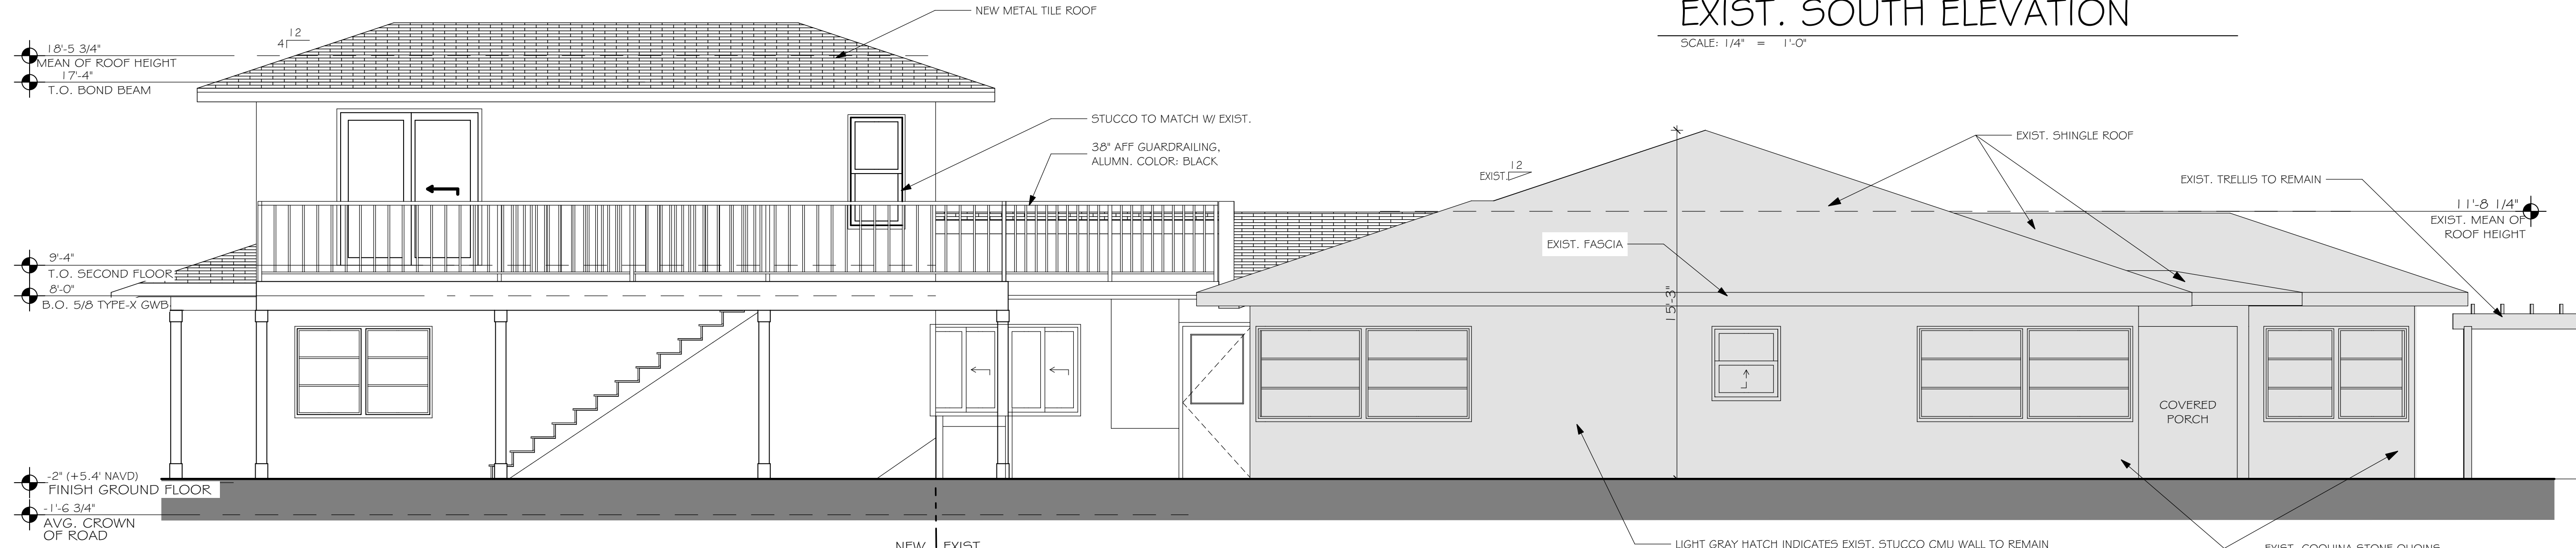 EXIST. SOUTH ELEVATION
SCALE: 1/4" = 1'-0"
NEW METAL TILE ROOF
12
4
18'-5 3/4"
MEAN OF ROOF HEIGHT
17'-4"
T.O. BOND BEAM
STUCCO TO MATCH W/ EXIST.
38" AFF GUARDRAILING,
ALUMN. COLOR: BLACK
EXIST. SHINGLE ROOF
12
EXIST.
EXIST. TRELLIS TO REMAIN
11'-8 1/4"
EXIST. MEAN OF
ROOF HEIGHT
EXIST. FASCIA
9'-4"
T.O. SECOND FLOOR
8'-0"
B.O. 5/8 TYPE-X GWB
15'-3"
COVERED
PORCH
-2" (+5.4' NAVD)
FINISH GROUND FLOOR
-1'-6 3/4"
AVG. CROWN
OF ROAD
NEW EXIST.
LIGHT GRAY HATCH INDICATES EXIST. STUCCO CMU WALL TO REMAIN
EXIST. COQUINA STONE QUOINS